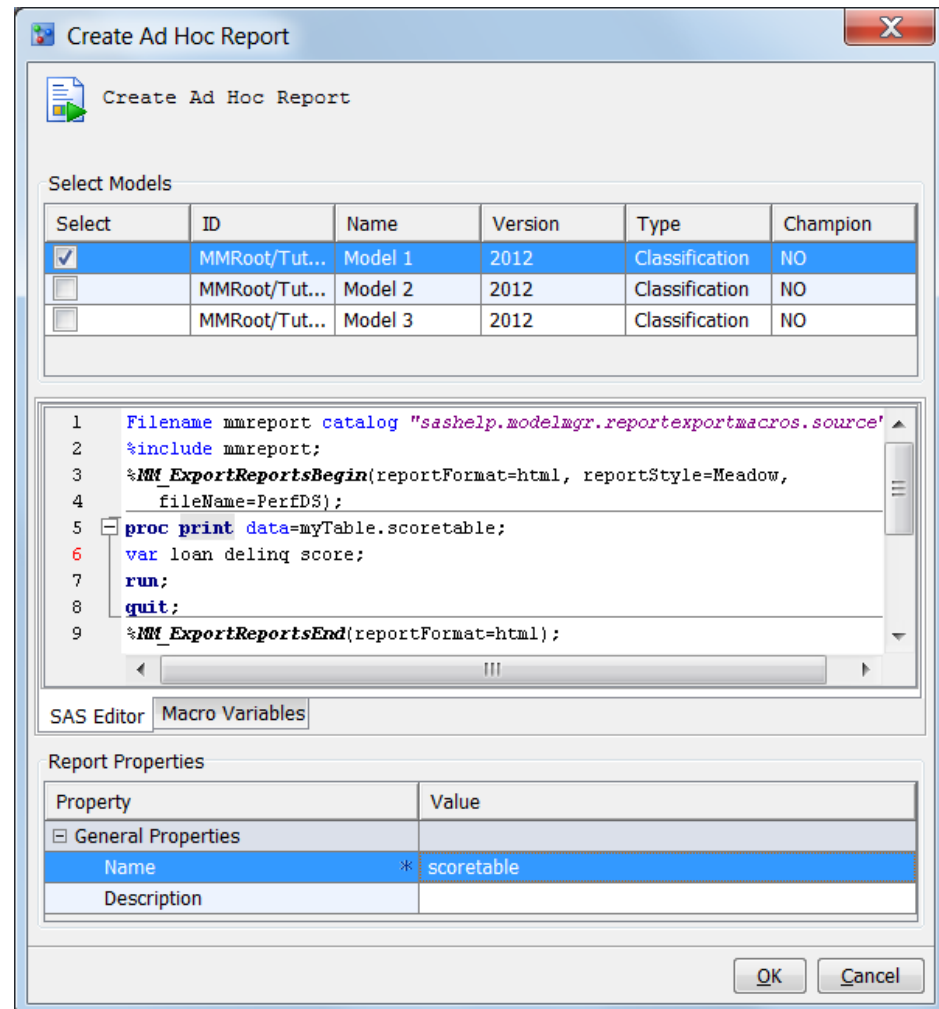 Create Ad Hoc Report
Create Ad Hoc Report
Select Models
Select ID Name Version Type Champion
MMRoot/Tut... Model 1 2012 Classification NO
MMRoot/Tut... Model 2 2012 Classification NO
MMRoot/Tut... Model 3 2012 Classification NO
1 Filename mmreport catalog "sashelp.modelmgr.reportexportmacros.source"
2 %include mmreport;
3 %MM_ExportReportsBegin(reportFormat=html, reportStyle=Meadow,
4 fileName=PerfDS);
5 proc print data=myTable.scoretable;
6 var loan delinq score;
7 run;
8 quit;
9 %MM_ExportReportsEnd(reportFormat=html);
SAS Editor Macro Variables
Report Properties
Property Value
General Properties
Name * scoretable
Description
OK Cancel